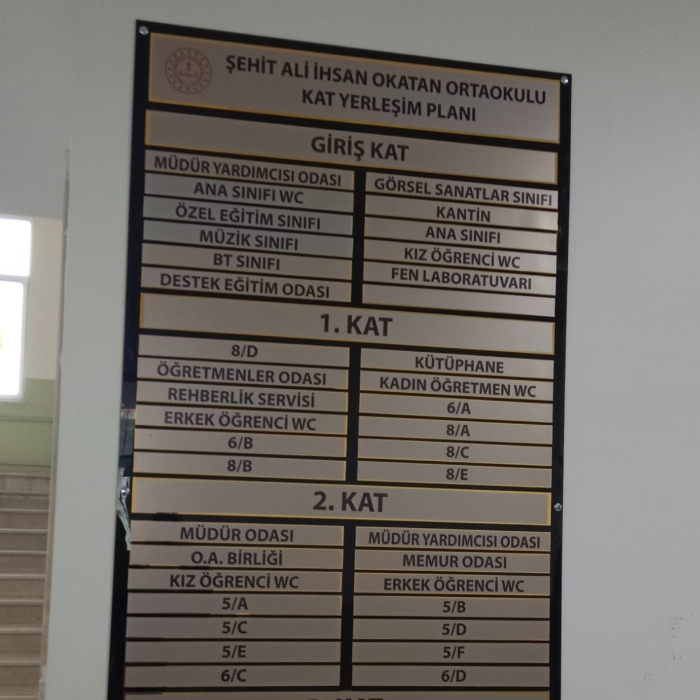 ŞEHİT ALİ İHSAN OKATAN ORTAOKULU
KAT YERLEŞİM PLANI
GİRİŞ KAT
MÜDÜR YARDIMCISI ODASI
ANA SINIFI WC
ÖZEL EĞİTİM SINIFI
MÜZİK SINIFI
BT SINIFI
DESTEK EĞİTİM ODASI
GÖRSEL SANATLAR SINIFI
KANTİN
ANA SINIFI
KIZ ÖĞRENCİ WC
FEN LABORATUVARI
1. KAT
8/D
ÖĞRETMENLER ODASI
REHBERLİK SERVİSİ
ERKEK ÖĞRENCİ WC
6/B
8/B
KÜTÜPHANE
KADIN ÖĞRETMEN WC
6/A
8/A
8/C
8/E
2. KAT
MÜDÜR ODASI
O.A. BİRLİĞİ
KIZ ÖĞRENCİ WC
5/A
5/C
5/E
6/C
MÜDÜR YARDIMCISI ODASI
MEMUR ODASI
ERKEK ÖĞRENCİ WC
5/B
5/D
5/F
6/D